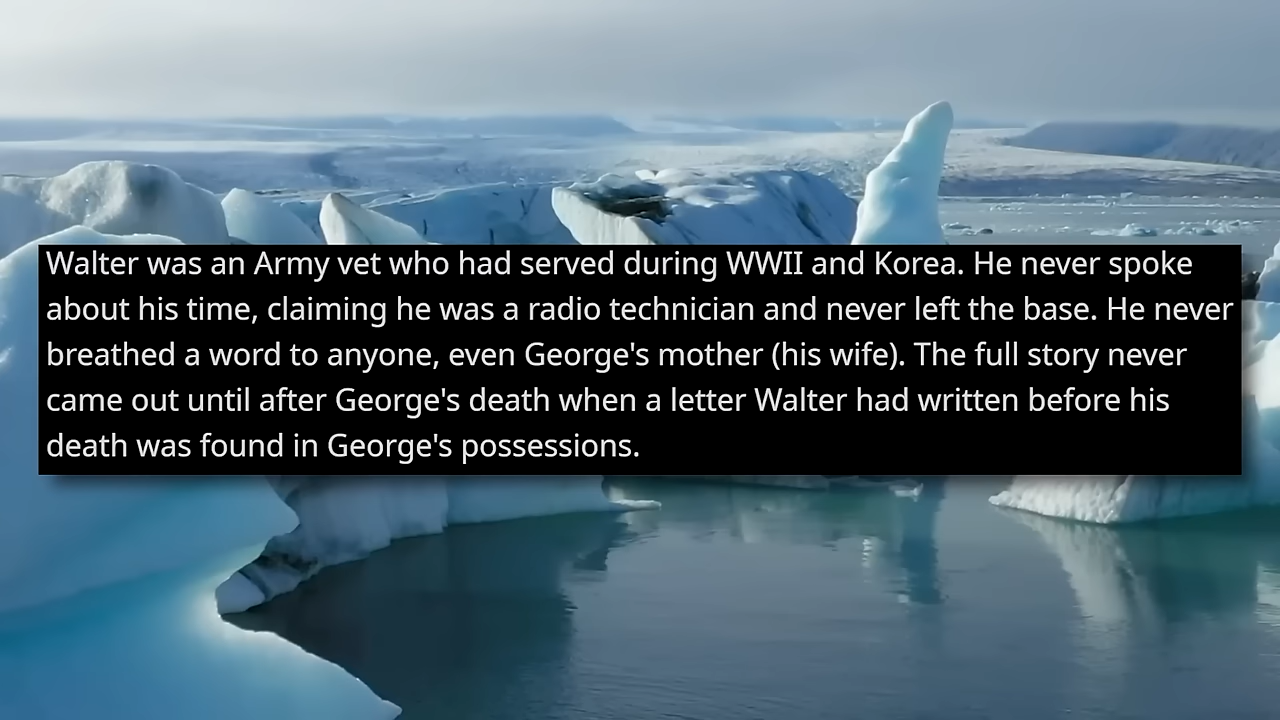 Walter was an Army vet who had served during WWII and Korea. He never spoke
about his time, claiming he was a radio technician and never left the base. He never
breathed a word to anyone, even George's mother (his wife). The full story never
came out until after George's death when a letter Walter had written before his
death was found in George's possessions.